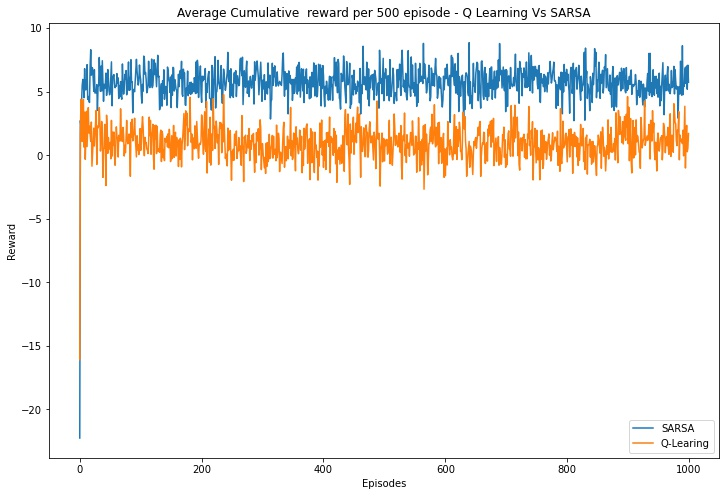 Average Cumulative  reward per 500 episode - Q Learning Vs SARSA
10
5
0
−5
−10
−15
−20
Reward
0 200 400 600 800 1000
Episodes
SARSA
Q-Learing